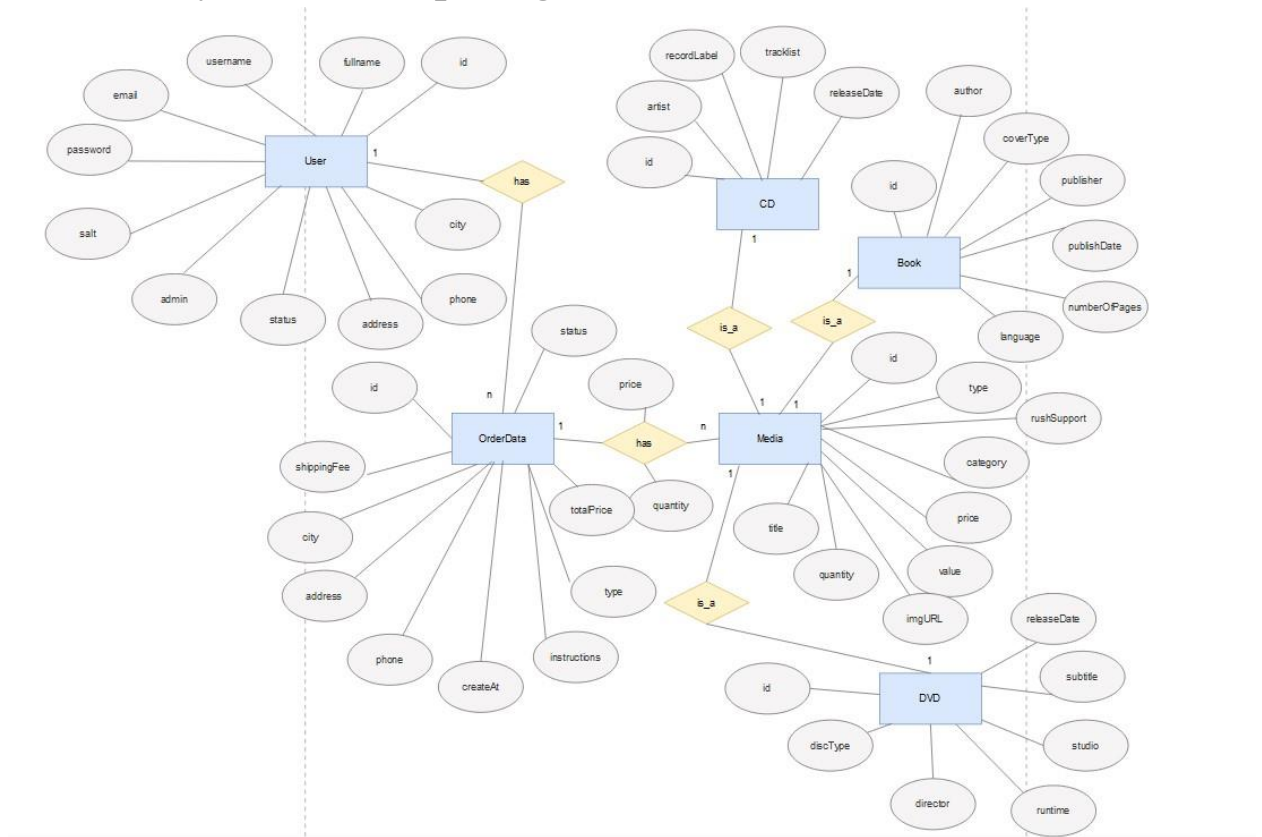 username
fullname
id
email
password
User
1
has
salt
city
admin
status
address
phone
recordLabel
tracklist
releaseDate
artist
id
CD
1
author
coverType
id
publisher
Book
1
publishDate
numberOfPages
language
is_a
is_a
status
id
n
price
1
1
id
type
rushSupport
OrderData
1
has
n
Media
1
category
shippingFee
totalPrice
quantity
title
price
city
quantity
value
address
type
is_a
imgURL
releaseDate
phone
createAt
instructions
1
subtitle
id
DVD
discType
studio
director
runtime